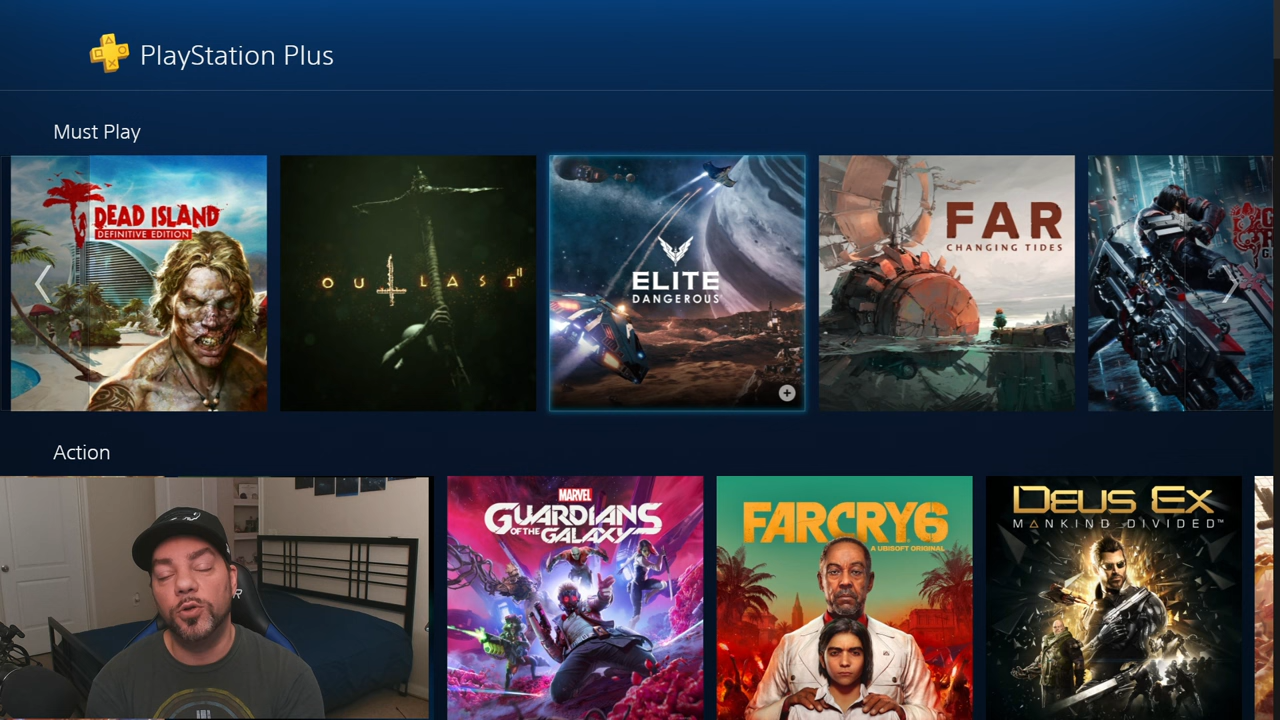 PlayStation Plus
Must Play
DEAD ISLAND
DEFINITIVE EDITION
OUTLAST II
ELITE
DANGEROUS
FAR
CHANGING TIDES
Action
MARVEL
GUARDIANS
OF THE
GALAXY
FARCRY6
A UBISOFT ORIGINAL
DEUS EX
MANKIND DIVIDED™